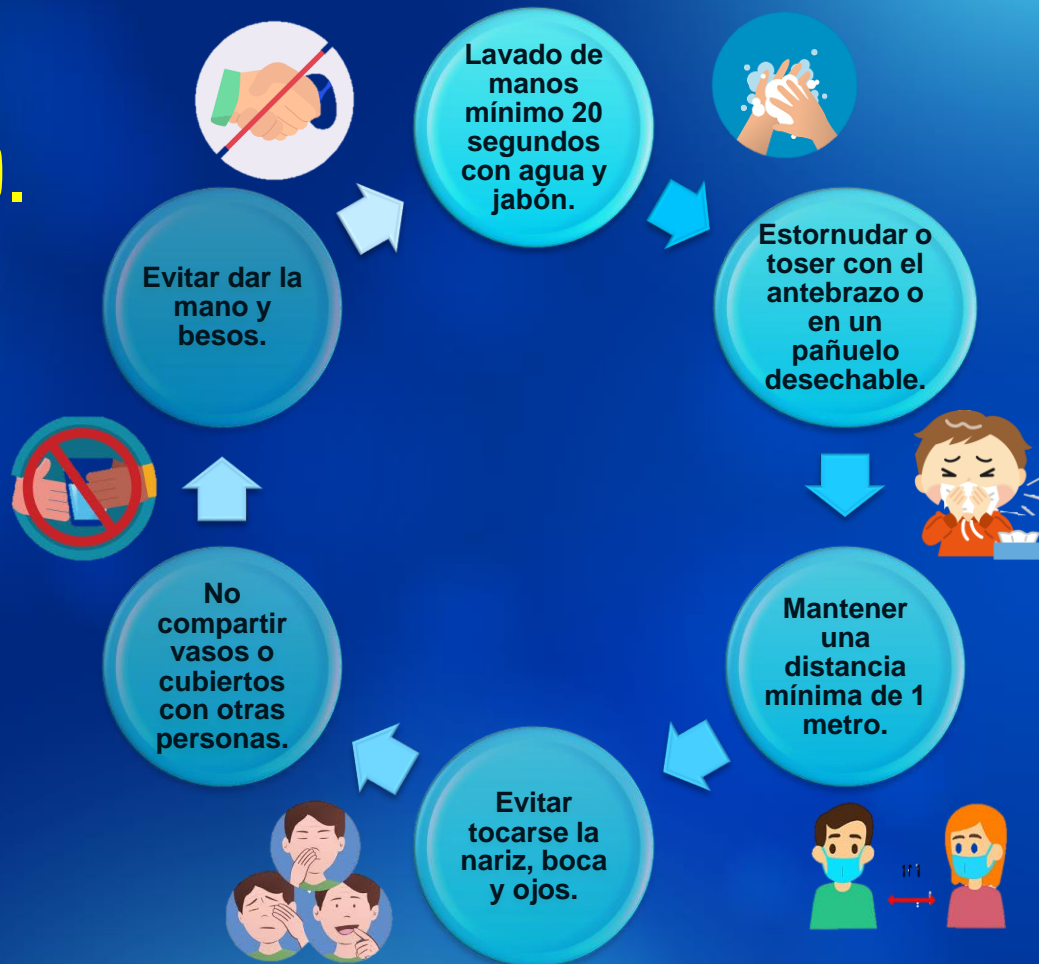 Lavado de
manos
mínimo 20
segundos
con agua y
jabón.
Estornudar o
toser con el
antebrazo o
en un
pañuelo
desechable.
Mantener
una
distancia
mínima de 1
metro.
Evitar
tocarse la
nariz, boca
y ojos.
No
compartir
vasos o
cubiertos
con otras
personas.
Evitar dar la
mano y
besos.